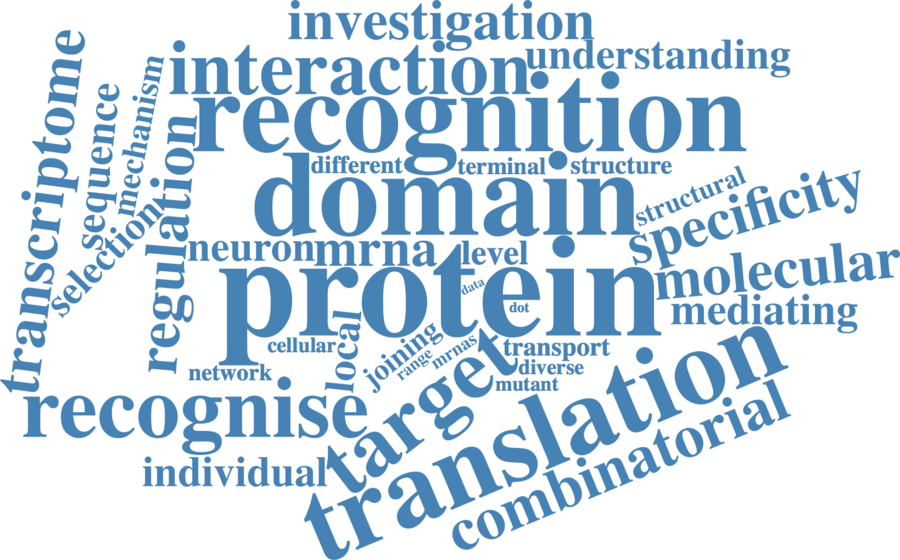 investigation
understanding
interaction
recognition
transcriptome
sequence
mechanism
selection
regulation
different
terminal
structure
domain
structural
specificity
neuron
mrna
level
protein
data
dot
molecular
mediating
cellular
local
joining
range
mrnas
transport
diverse
mutant
network
recognise
target
translation
individual
combinatorial